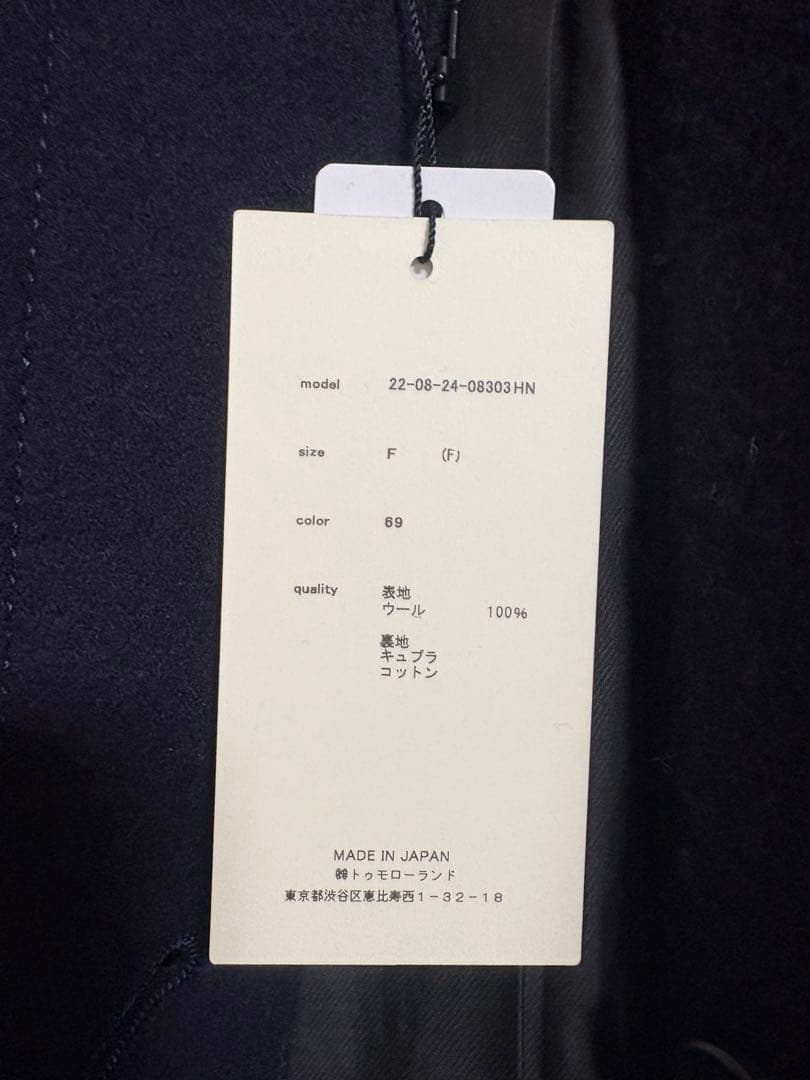 model 22-08-24-08303HN
size F (F)
color 69
quality 表地
ウール 100%
裏地
キュプラ
コットン
MADE IN JAPAN
㈱トゥモローランド
東京都渋谷区恵比寿西1-32-18